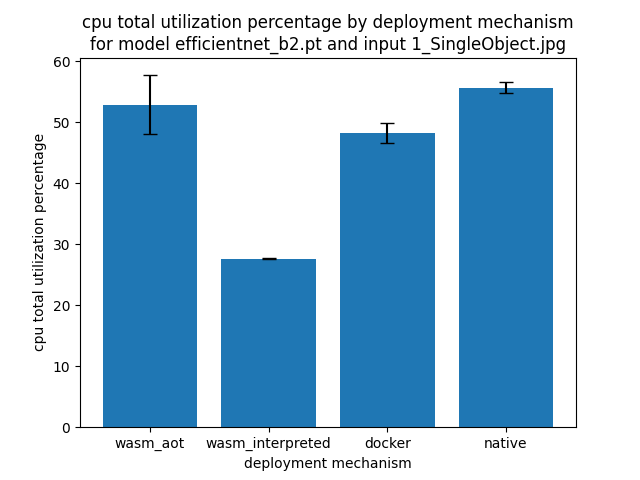 cpu total utilization percentage by deployment mechanism
for model efficientnet_b2.pt and input 1_SingleObject.jpg
60
50
40
30
20
10
0
cpu total utilization percentage
wasm_aot wasm_interpreted docker native
deployment mechanism